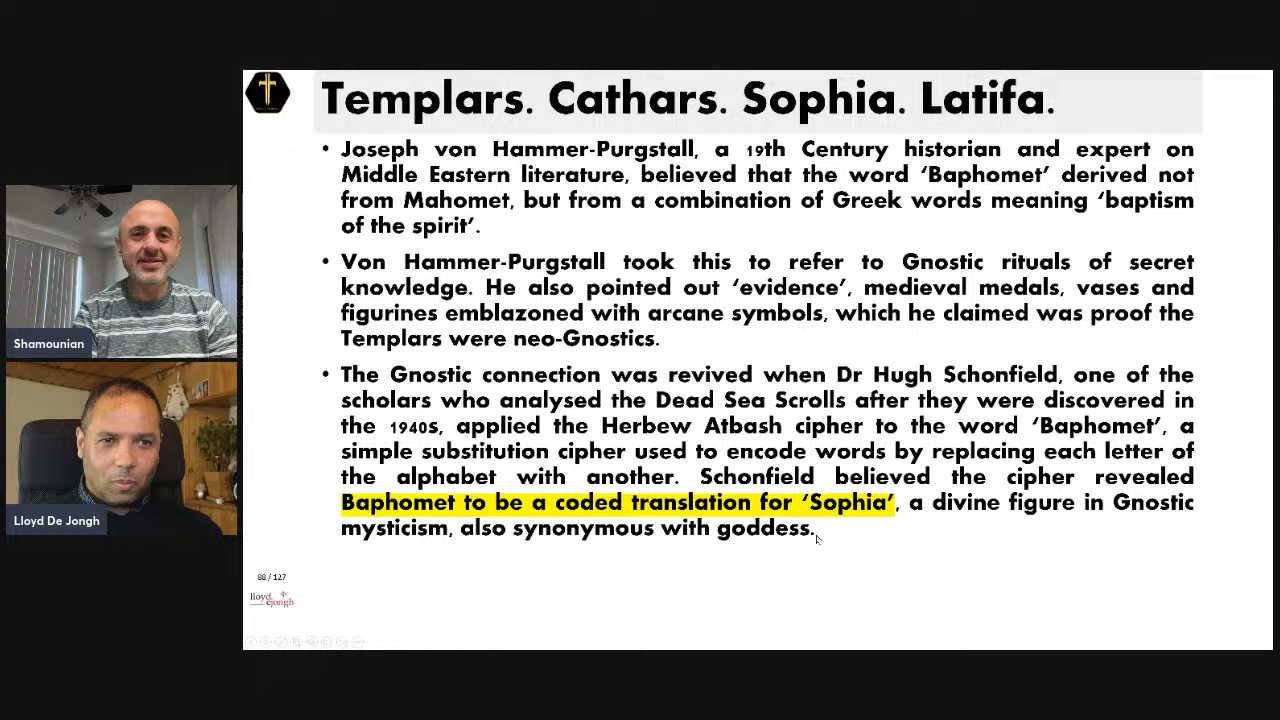 Templars. Cathars. Sophia. Latifa.
• Joseph von Hammer-Purgstall, a 19th Century historian and expert on
Middle Eastern literature, believed that the word ‘Baphomet’ derived not
from Mahomet, but from a combination of Greek words meaning ‘baptism
of the spirit’.
• Von Hammer-Purgstall took this to refer to Gnostic rituals of secret
knowledge. He also pointed out ‘evidence’, medieval medals, vases and
figurines emblazoned with arcane symbols, which he claimed was proof the
Templars were neo-Gnostics.
• The Gnostic connection was revived when Dr Hugh Schonfield, one of the
scholars who analysed the Dead Sea Scrolls after they were discovered in
the 1940s, applied the Herbew Atbash cipher to the word ‘Baphomet’, a
simple substitution cipher used to encode words by replacing each letter of
the alphabet with another. Schonfield believed the cipher revealed
Baphomet to be a coded translation for ‘Sophia’, a divine figure in Gnostic
mysticism, also synonymous with goddess.
Shamounian
Lloyd De Jongh
88 / 127
lloyd
dejongh